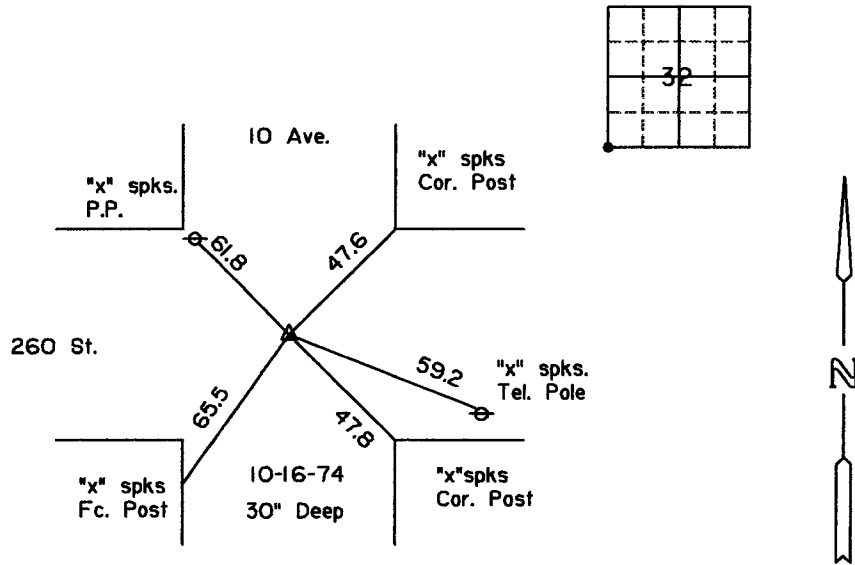 32
10 Ave.
"x" spks.
P.P.
"x" spks
Cor. Post
61.8
47.6
260 St.
N
59.2
"x" spks.
Tel. Pole
65.5
47.8
"x" spks
Fc. Post
10-16-74
30" Deep
"x"spks
Cor. Post